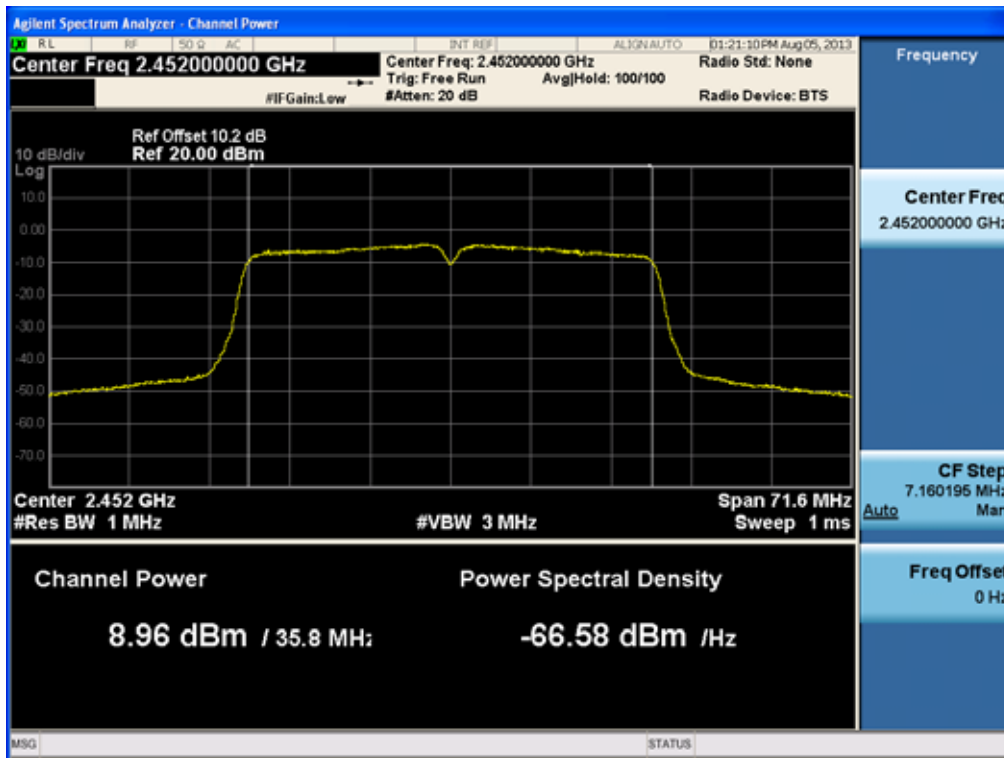 Agilent Spectrum Analyzer - Channel Power
LXI RL RF 50 Ω AC INT REF ALIGNAUTO 01:21:10PM Aug05, 2013
Center Freq 2.452000000 GHz
Center Freq: 2.452000000 GHz
Radio Std: None
Trig: Free Run Avg|Hold: 100/100
#IFGain:Low
#Atten: 20 dB
Radio Device: BTS
Frequency
Ref Offset 10.2 dB
10 dB/div Ref 20.00 dBm
Log
10.0
0.00
-10.0
-20.0
-30.0
-40.0
-50.0
-60.0
-70.0
Center 2.452 GHz Span 71.6 MHz
#Res BW 1 MHz #VBW 3 MHz Sweep 1 ms
Channel Power Power Spectral Density
8.96 dBm / 35.8 MHz -66.58 dBm /Hz
Center Freq
2.452000000 GHz
CF Step
7.160195 MHz
Auto Man
Freq Offset
0 Hz
MSG STATUS